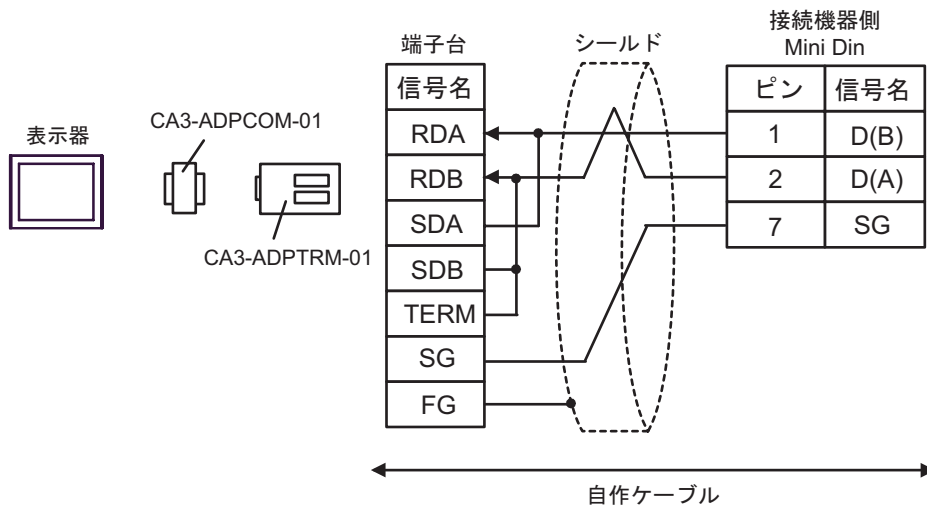 接続機器側
Mini Din
端子台
シールド
信号名
ピン
信号名
RDA
1
D(B)
RDB
2
D(A)
SDA
7
SG
SDB
TERM
SG
FG
表示器
CA3-ADPCOM-01
CA3-ADPTRM-01
自作ケーブル